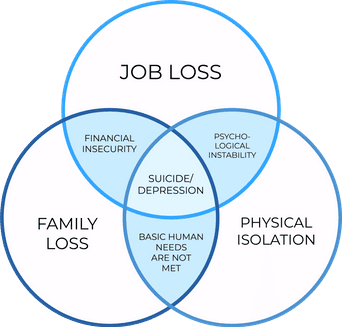 JOB LOSS
FINANCIAL
INSECURITY
PSYCHO-
LOGICAL
INSTABILITY
SUICIDE/
DEPRESSION
FAMILY
LOSS
PHYSICAL
ISOLATION
BASIC HUMAN
NEEDS
ARE NOT
MET